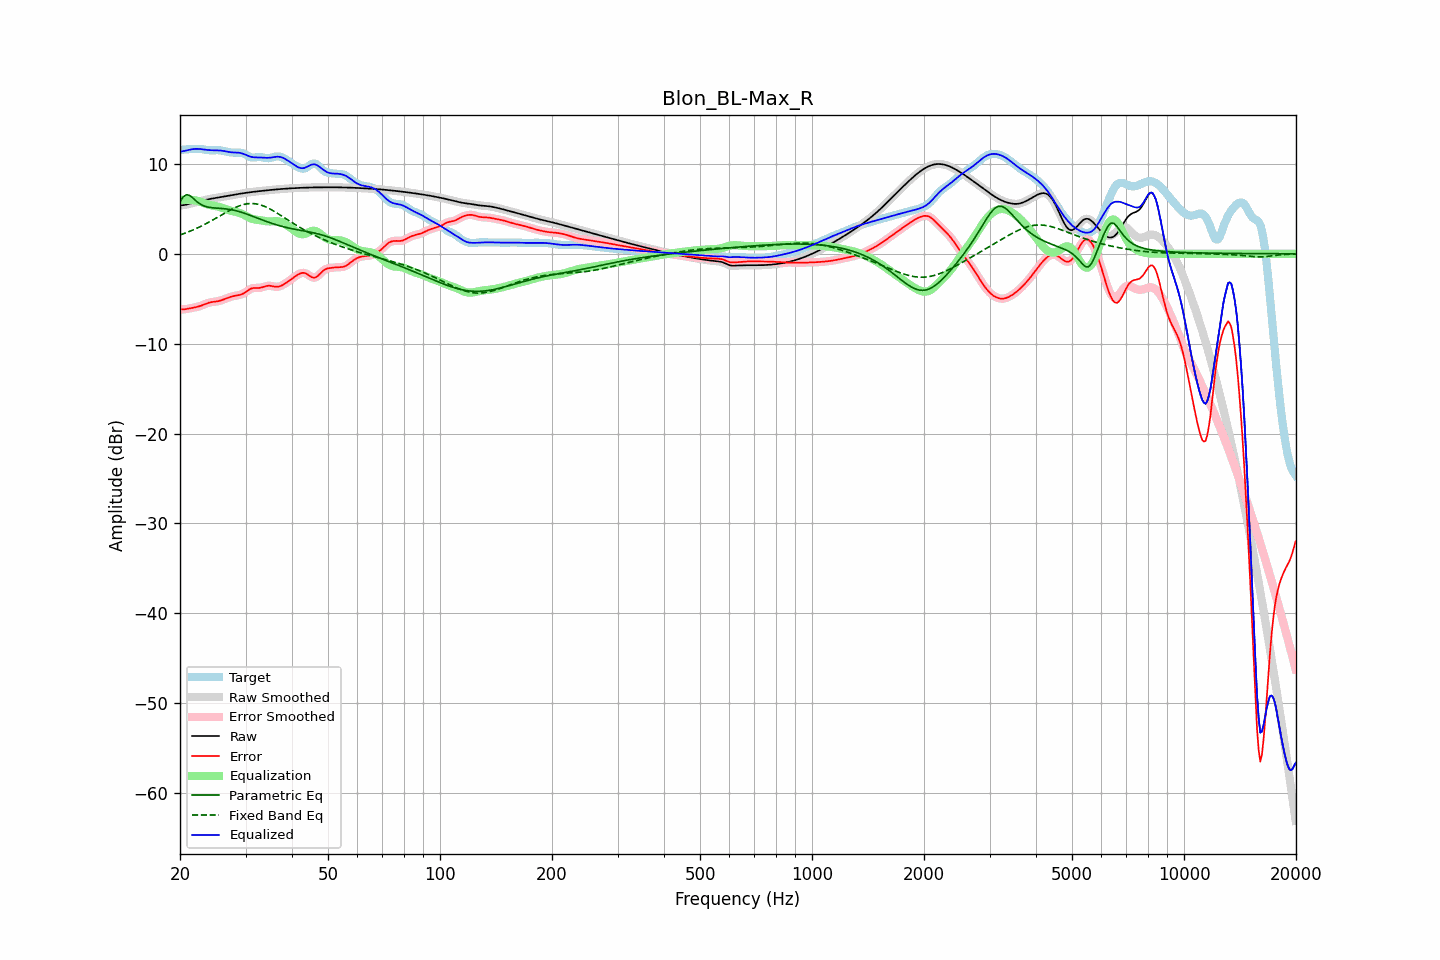 Blon_BL-Max_R
10
0
−10
−20
−30
−40
−50
−60
Amplitude (dBr)
Target
Raw Smoothed
Error Smoothed
Raw
Error
Equalization
Parametric Eq
Fixed Band Eq
Equalized
20
50
100
200
500
1000
2000
5000
10000
20000
Frequency (Hz)